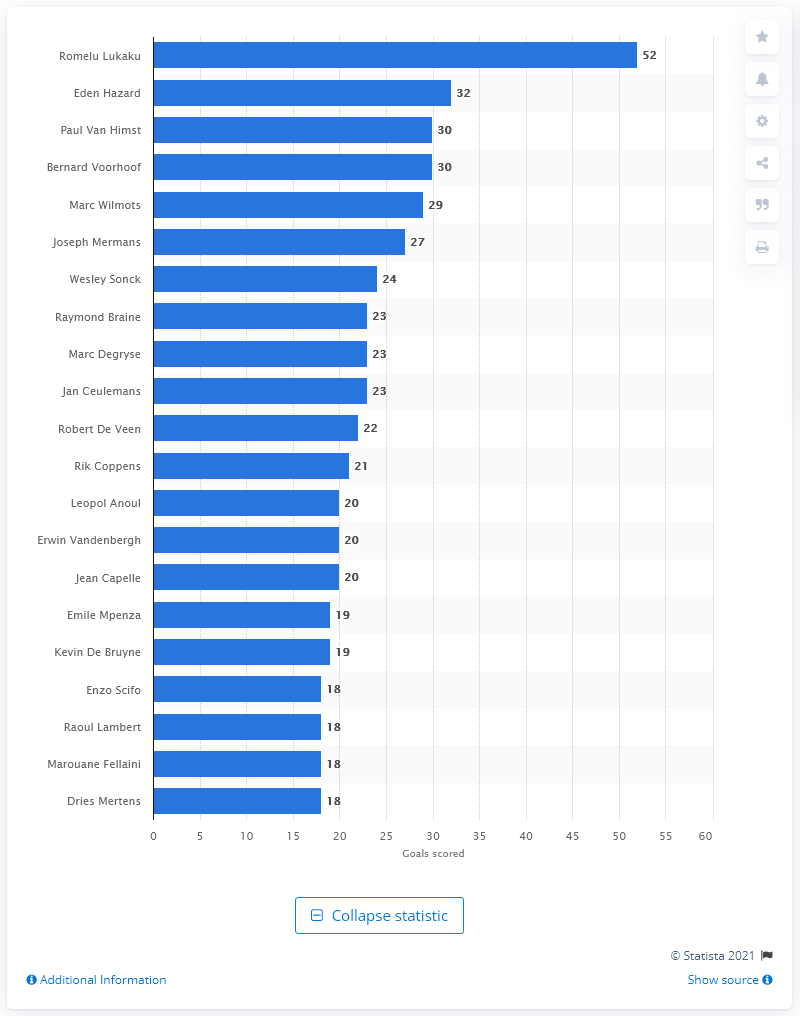 Romelu Lukaku 52
Eden Hazard 32
Paul Van Himst 30
Bernard Voorhoof 30
Marc Wilmots 29
Joseph Mermans 27
Wesley Sonck 24
Raymond Braine 23
Marc Degryse 23
Jan Ceulemans 23
Robert De Veen 22
Rik Coppens 21
Leopol Anoul 20
Erwin Vandenbergh 20
Jean Capelle 20
Emile Mpenza 19
Kevin De Bruyne 19
Enzo Scifo 18
Raoul Lambert 18
Marouane Fellaini 18
Dries Mertens 18
0 5 10 15 20 25 30 35 40 45 50 55 60
Goals scored
Collapse statistic
© Statista 2021
Additional Information Show source